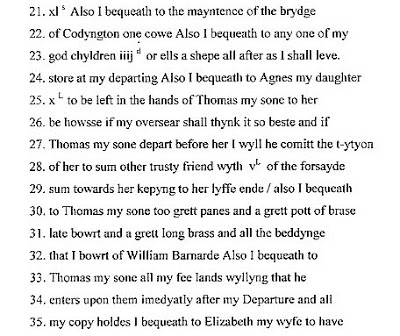 21. xl s Also I bequeath to the mayntence of the brydge
22. of Codyngton one cowe Also I bequeath to any one of my
23. god chyldren iiij d or ells a shepe all after as I shall leve.
24. store at my departing Also I bequeath to Agnes my daughter
25. x L to be left in the hands of Thomas my sone to her
26. be howsse if my oversear shall thynk it so beste and if
27. Thomas my sone depart before her I wyll he comitt the t-ytyon
28. of her to sum other trusty friend wyth v L of the forsayde
29. sum towards her kepyng to her lyffe ende / also I bequeath
30. to Thomas my sone too grett panes and a grett pott of brase
31. late bowrt and a grett long brass and all the beddynge
32. that I bowrt of William Barnarde Also I bequeath to
33. Thomas my sone all my fee lands wyllyng that he
34. enters upon them imedyatly after my Departure and all
35. my copy holdes I bequeath to Elizabeth my wyfe to have